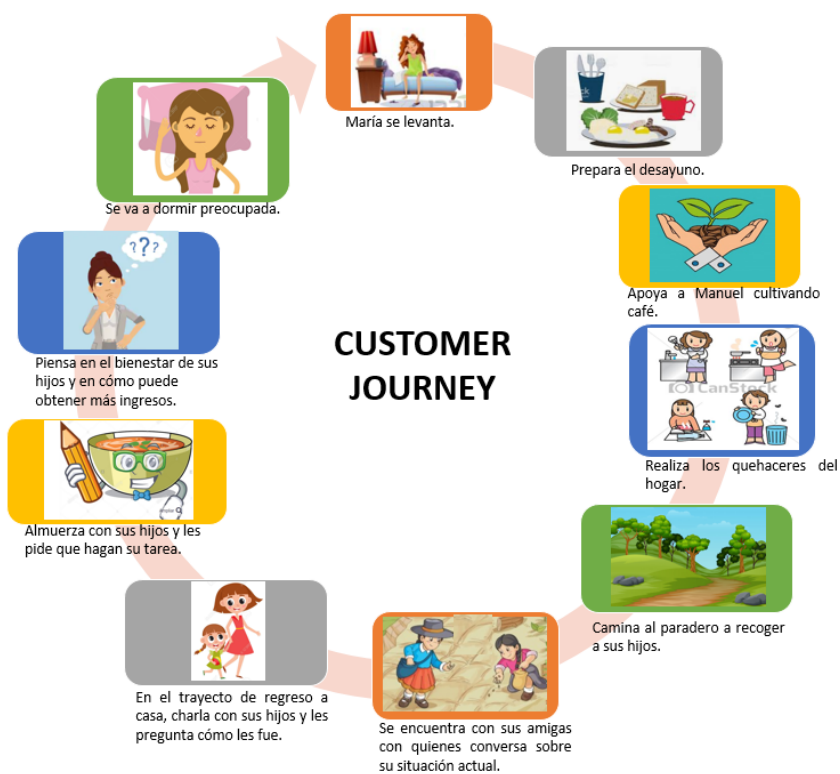 María se levanta.
Prepara el desayuno.
Apoya a Manuel cultivando
café.
CanStock
Realiza los quehaceres del
hogar.
Camina al paradero a recoger
a sus hijos.
Se encuentra con sus amigas
con quienes conversa sobre
su situación actual.
En el trayecto de regreso a
casa, charla con sus hijos y les
pregunta cómo les fue.
Almuerza con sus hijos y les
pide que hagan su tarea.
???
Piensa en el bienestar de sus
hijos y en cómo puede
obtener más ingresos.
Se va a dormir preocupada.
CUSTOMER
JOURNEY